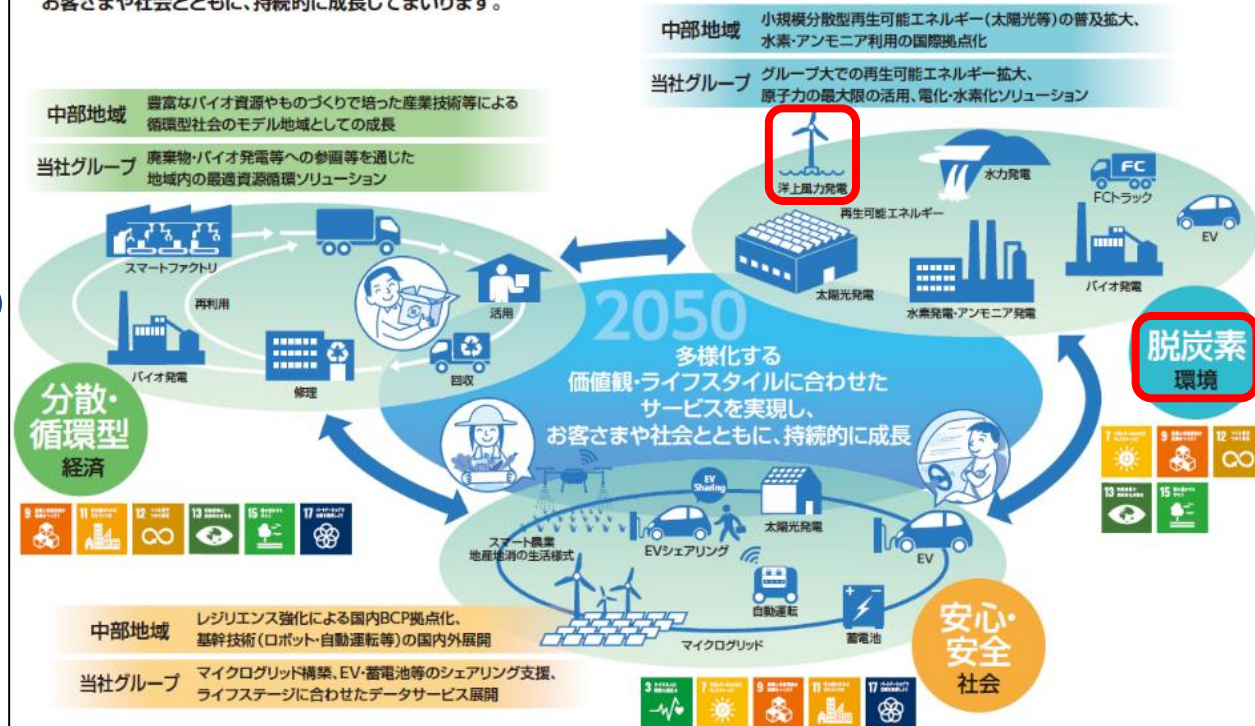 お客さまや社会とともに、持続的に成長してまいります。
中部地域
小規模分散型再生可能エネルギー(太陽光等)の普及拡大、
水素・アンモニア利用の国際拠点化
当社グループ
グループ大での再生可能エネルギー拡大、
原子力の最大限の活用、電化・水素化ソリューション
中部地域
豊富なバイオ資源やものづくりで培った産業技術等による
循環型社会のモデル地域としての成長
当社グループ
廃棄物・バイオ発電等への参画等を通じた
地域内の最適資源循環ソリューション
洋上風力発電
水力発電
FC
FCトラック
再生可能エネルギー
EV
太陽光発電
水素発電・アンモニア発電
バイオ発電
スマートファクトリ
再利用
活用
バイオ発電
修理
回収
脱炭素
環境
分散・
循環型
経済
2050
多様化する
価値観・ライフスタイルに合わせた
サービスを実現し、
お客さまや社会とともに、持続的に成長
7
9
12
13
15
9
11
12
13
15
17
EV
Sharing
太陽光発電
スマート農業
地産地消の生活様式
EVシェアリング
EV
自動運転
蓄電池
マイクログリッド
安心・
安全
社会
中部地域
レジリエンス強化による国内BCP拠点化、
基幹技術(ロボット・自動運転等)の国内外展開
当社グループ
マイクログリッド構築、EV・蓄電池等のシェアリング支援、
ライフステージに合わせたデータサービス展開
3
7
9
11
17